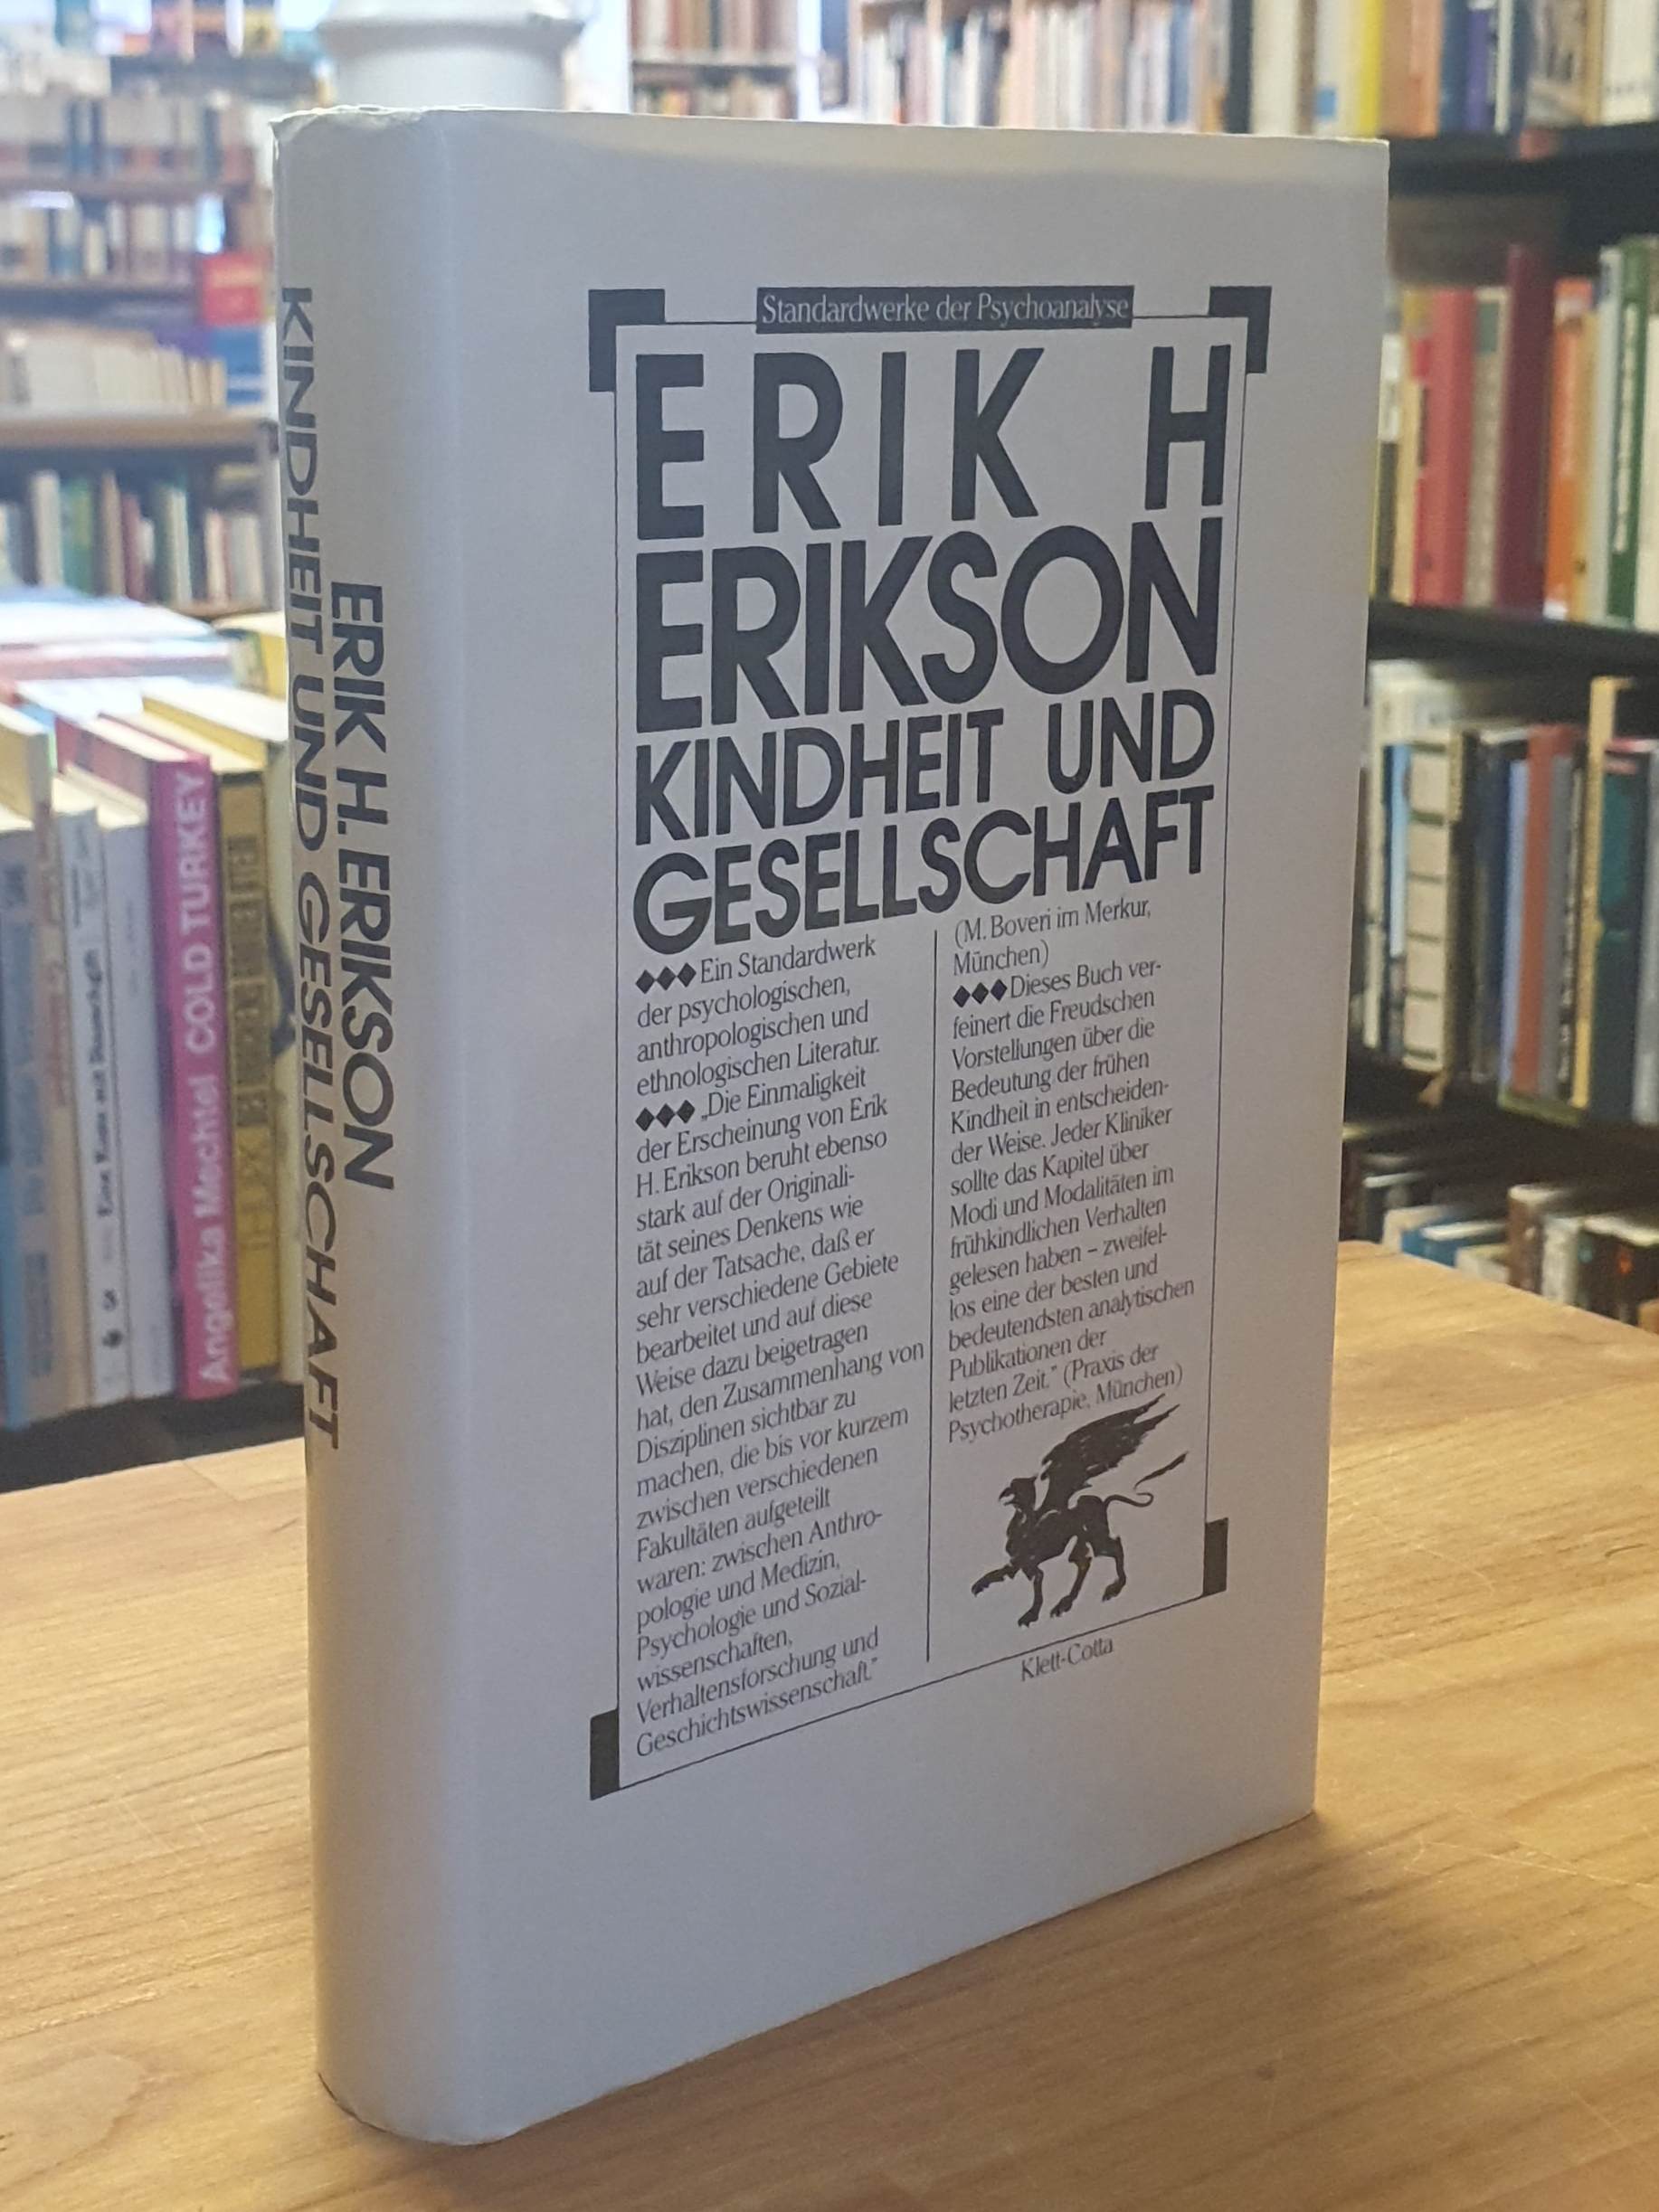 Standardwerke der Psychoanalyse
ERIK H
ERIKSON
KINDHEIT UND
GESELLSCHAFT
◆◆◆Ein Standardwerk
der psychologischen,
anthropologischen und
ethnologischen Literatur.
◆◆◆ „Die Einmaligkeit
der Erscheinung von Erik
H. Erikson beruht ebenso
stark auf der Originali-
tät seines Denkens wie
auf der Tatsache, daß er
sehr verschiedene Gebiete
bearbeitet und auf diese
Weise dazu beigetragen
hat, den Zusammenhang von
Disziplinen sichtbar zu
machen, die bis vor kurzem
zwischen verschiedenen
Fakultäten aufgeteilt
waren: zwischen Anthro-
pologie und Medizin,
Psychologie und Sozial-
wissenschaften,
Verhaltensforschung und
Geschichtswissenschaft.“
(M. Boveri im Merkur,
München)
◆◆◆Dieses Buch ver-
feinert die Freudschen
Vorstellungen über die
Bedeutung der frühen
Kindheit in entscheiden-
der Weise. Jeder Kliniker
sollte das Kapitel über
Modi und Modalitäten im
frühkindlichen Verhalten
gelesen haben – zweifel-
los eine der besten und
bedeutendsten analytischen
Publikationen der
letzten Zeit.“ (Praxis der
Psychotherapie, München)
Klett-Cotta
ERIK H. ERIKSON
KINDHEIT UND GESELLSCHAFT
Angelika Mechtel COLD TURKEY